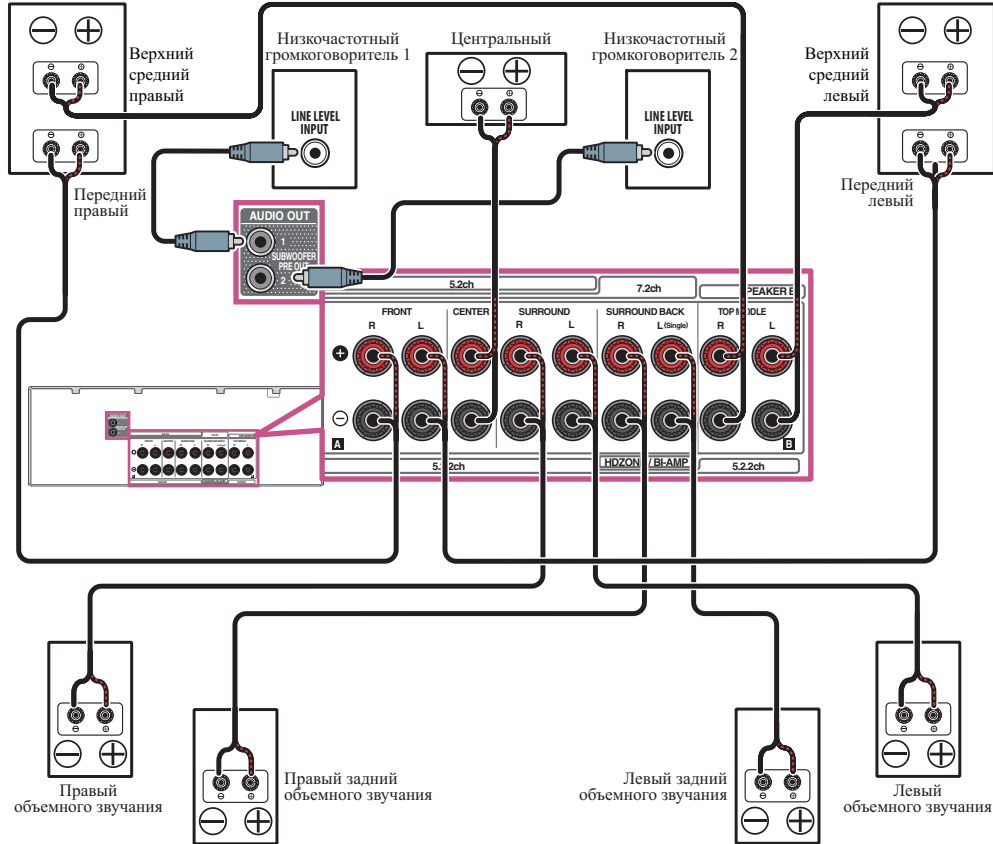 Верхний
средний
правый
Низкочастотный
громкоговоритель 1
Центральный
Низкочастотный
громкоговоритель 2
Верхний
средний
левый
LINE LEVEL
INPUT
LINE LEVEL
INPUT
Передний
правый
Передний
левый
AUDIO OUT
1
SUBWOOFER
PRE OUT
2
5.2ch
7.2ch
FRONT
CENTER
SURROUND
SURROUND BACK
R
L
R
L
R
L (Single)
R
L
A
B
HDZONE / BI-AMP
5.2.2ch
Правый
объемного звучания
Правый задний
объемного звучания
Левый задний
объемного звучания
Левый
объемного звучания